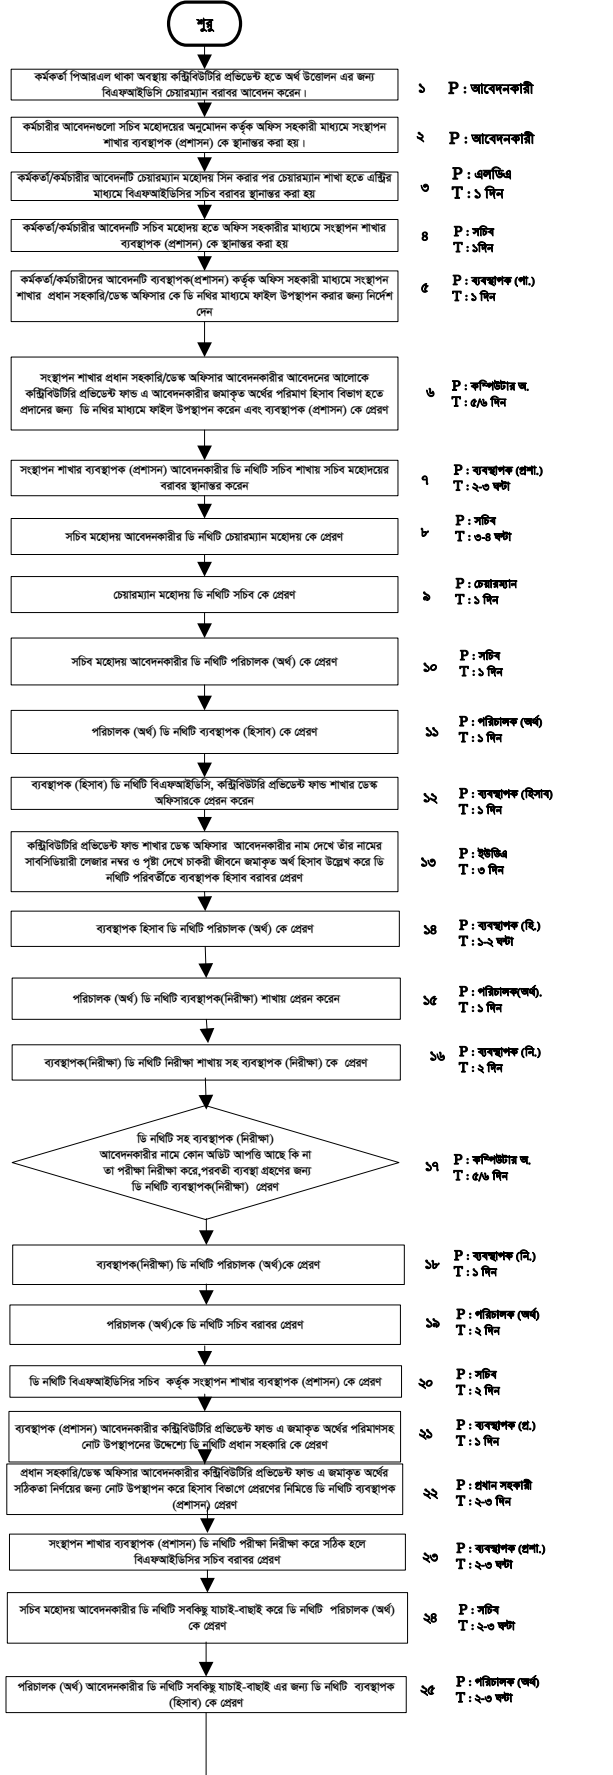 শুরু
কর্মকর্তা পিআরএল থাকা অবস্থায় কন্ট্রিবিউটিরি প্রভিডেন্ট হতে অর্থ উত্তোলন এর জন্য
বিএফআইডিসি চেয়ারম্যান বরাবর আবেদন করেন।
১ P : আবেদনকারী
কর্মচারীর আবেদনগুলো সচিব মহোদয়ের অনুমোদন কর্তৃক অফিস সহকারী মাধ্যমে সংস্থাপন
শাখার ব্যবস্থাপক (প্রশাসন) কে স্থানান্তর করা হয়।
২ P : আবেদনকারী
কর্মকর্তা/কর্মচারীর আবেদনটি চেয়ারম্যান মহোদয় সিন করার পর চেয়ারম্যান শাখা হতে এন্ট্রির
মাধ্যমে বিএফআইডিসির সচিব বরাবর স্থানান্তর করা হয়
৩ P : এলডিএ
T : ১ দিন
কর্মকর্তা/কর্মচারীর আবেদনটি সচিব মহোদয় হতে অফিস সহকারীর মাধ্যমে সংস্থাপন শাখার
ব্যবস্থাপক (প্রশাসন) কে স্থানান্তর করা হয়
৪ P : সচিব
T : ১দিন
কর্মকর্তা/কর্মচারীদের আবেদনটি ব্যবস্থাপক(প্রশাসন) কর্তৃক অফিস সহকারী মাধ্যমে সংস্থাপন
শাখার প্রধান সহকারি/ডেস্ক অফিসার কে ডি নথির মাধ্যমে ফাইল উপস্থাপন করার জন্য নির্দেশ
দেন
৫ P : ব্যবস্থাপক (পা.)
T : ১ দিন
সংস্থাপন শাখার প্রধান সহকারি/ডেস্ক অফিসার আবেদনকারীর আবেদনের আলোকে
কন্ট্রিবিউটিরি প্রভিডেন্ট ফান্ড এ আবেদনকারীর জমাকৃত অর্থের পরিমাণ হিসাব বিভাগ হতে
প্রদানের জন্য ডি নথির মাধ্যমে ফাইল উপস্থাপন করেন এবং ব্যবস্থাপক (প্রশাসন) কে প্রেরণ
৬ P : কম্পিউটার অ.
T : ৫/৬ দিন
সংস্থাপন শাখার ব্যবস্থাপক (প্রশাসন) আবেদনকারীর ডি নথিটি সচিব শাখায় সচিব মহোদয়ের
বরাবর স্থানান্তর করেন
৭ P : ব্যবস্থাপক (প্রশা.)
T : ২-৩ ঘন্টা
সচিব মহোদয় আবেদনকারীর ডি নথিটি চেয়ারম্যান মহোদয় কে প্রেরণ
৮ P : সচিব
T : ৩-৪ ঘন্টা
চেয়ারম্যান মহোদয় ডি নথিটি সচিব কে প্রেরণ
৯ P : চেয়ারম্যান
T : ১ দিন
সচিব মহোদয় আবেদনকারীর ডি নথিটি পরিচালক (অর্থ) কে প্রেরণ
১০ P : সচিব
T : ১ দিন
পরিচালক (অর্থ) ডি নথিটি ব্যবস্থাপক (হিসাব) কে প্রেরণ
১১ P : পরিচালক (অর্থ)
T : ১ দিন
ব্যবস্থাপক (হিসাব) ডি নথিটি বিএফআইডিসি, কন্ট্রিবিউটরি প্রভিডেন্ট ফান্ড শাখার ডেস্ক
অফিসারকে প্রেরন করেন
১২ P : ব্যবস্থাপক (হিসাব)
T : ১ দিন
কন্ট্রিবিউটিরি প্রভিডেন্ট ফান্ড শাখার ডেস্ক অফিসার আবেদনকারীর নাম দেখে তাঁর নামের
সাবসিডিয়ারী লেজার নম্বর ও পৃষ্টা দেখে চাকরী জীবনে জমাকৃত অর্থ হিসাব উল্লেখ করে ডি
নথিটি পরিবর্তীতে ব্যবস্থাপক হিসাব বরাবর প্রেরণ
১৩ P : ইউডিএ
T : ৩ দিন
ব্যবস্থাপক হিসাব ডি নথিটি পরিচালক (অর্থ) কে প্রেরণ
১৪ P : ব্যবস্থাপক (হি.)
T : ১-২ ঘন্টা
পরিচালক (অর্থ) ডি নথিটি ব্যবস্থাপক(নিরীক্ষা) শাখায় প্রেরন করেন
১৫ P : পরিচালক(অর্থ).
T : ১ দিন
ব্যবস্থাপক(নিরীক্ষা) ডি নথিটি নিরীক্ষা শাখায় সহ ব্যবস্থাপক (নিরীক্ষা) কে প্রেরণ
১৬ P : ব্যবস্থাপক (নি.)
T : ২ দিন
ডি নথিটি সহ ব্যবস্থাপক (নিরীক্ষা)
আবেদনকারীর নামে কোন অডিট আপত্তি আছে কি না
তা পরীক্ষা নিরীক্ষা করে,পরবর্তী ব্যবস্থা গ্রহণের জন্য
ডি নথিটি ব্যবস্থাপক(নিরীক্ষা) প্রেরণ
১৭ P : কম্পিউটার অ.
T : ৫/৬ দিন
ব্যবস্থাপক(নিরীক্ষা) ডি নথিটি পরিচালক (অর্থ)কে প্রেরণ
১৮ P : ব্যবস্থাপক (নি.)
T : ১ দিন
পরিচালক (অর্থ)কে ডি নথিটি সচিব বরাবর প্রেরণ
১৯ P : পরিচালক (অর্থ)
T : ২ দিন
ডি নথিটি বিএফআইডিসির সচিব কর্তৃক সংস্থাপন শাখার ব্যবস্থাপক (প্রশাসন) কে প্রেরণ
২০ P : সচিব
T : ২ দিন
ব্যবস্থাপক (প্রশাসন) আবেদনকারীর কন্ট্রিবিউটিরি প্রভিডেন্ট ফান্ড এ জমাকৃত অর্থের পরিমাণসহ
নোট উপস্থাপনের উদ্দেশ্যে ডি নথিটি প্রধান সহকারি কে প্রেরণ
২১ P : ব্যবস্থাপক (প্র.)
T : ১ দিন
প্রধান সহকারি/ডেস্ক অফিসার আবেদনকারীর কন্ট্রিবিউটিরি প্রভিডেন্ট ফান্ড এ জমাকৃত অর্থের
সঠিকতা নির্ণয়ের জন্য নোট উপস্থাপন করে হিসাব বিভাগে প্রেরণের নিমিত্তে ডি নথিটি ব্যবস্থাপক
(প্রশাসন) প্রেরণ
২২ P : প্রধান সহকারী
T : ২-৩ দিন
সংস্থাপন শাখার ব্যবস্থাপক (প্রশাসন) ডি নথিটি পরীক্ষা নিরীক্ষা করে সঠিক হলে
বিএফআইডিসির সচিব বরাবর প্রেরণ
২৩ P : ব্যবস্থাপক (প্রশা.)
T : ২-৩ ঘন্টা
সচিব মহোদয় আবেদনকারীর ডি নথিটি সবকিছু যাচাই-বাছাই করে ডি নথিটি পরিচালক (অর্থ)
কে প্রেরণ
২৪ P : সচিব
T : ২-৩ ঘন্টা
পরিচালক (অর্থ) আবেদনকারীর ডি নথিটি সবকিছু যাচাই-বাছাই এর জন্য ডি নথিটি ব্যবস্থাপক
(হিসাব) কে প্রেরণ
২৫ P : পরিচালক (অর্থ)
T : ২-৩ ঘন্টা